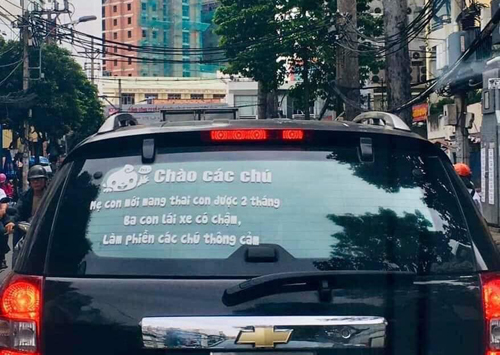 Chào các chú
Mẹ con mới mang thai con được 2 tháng
Ba con lái xe có chậm,
Làm phiền các chú thông cảm